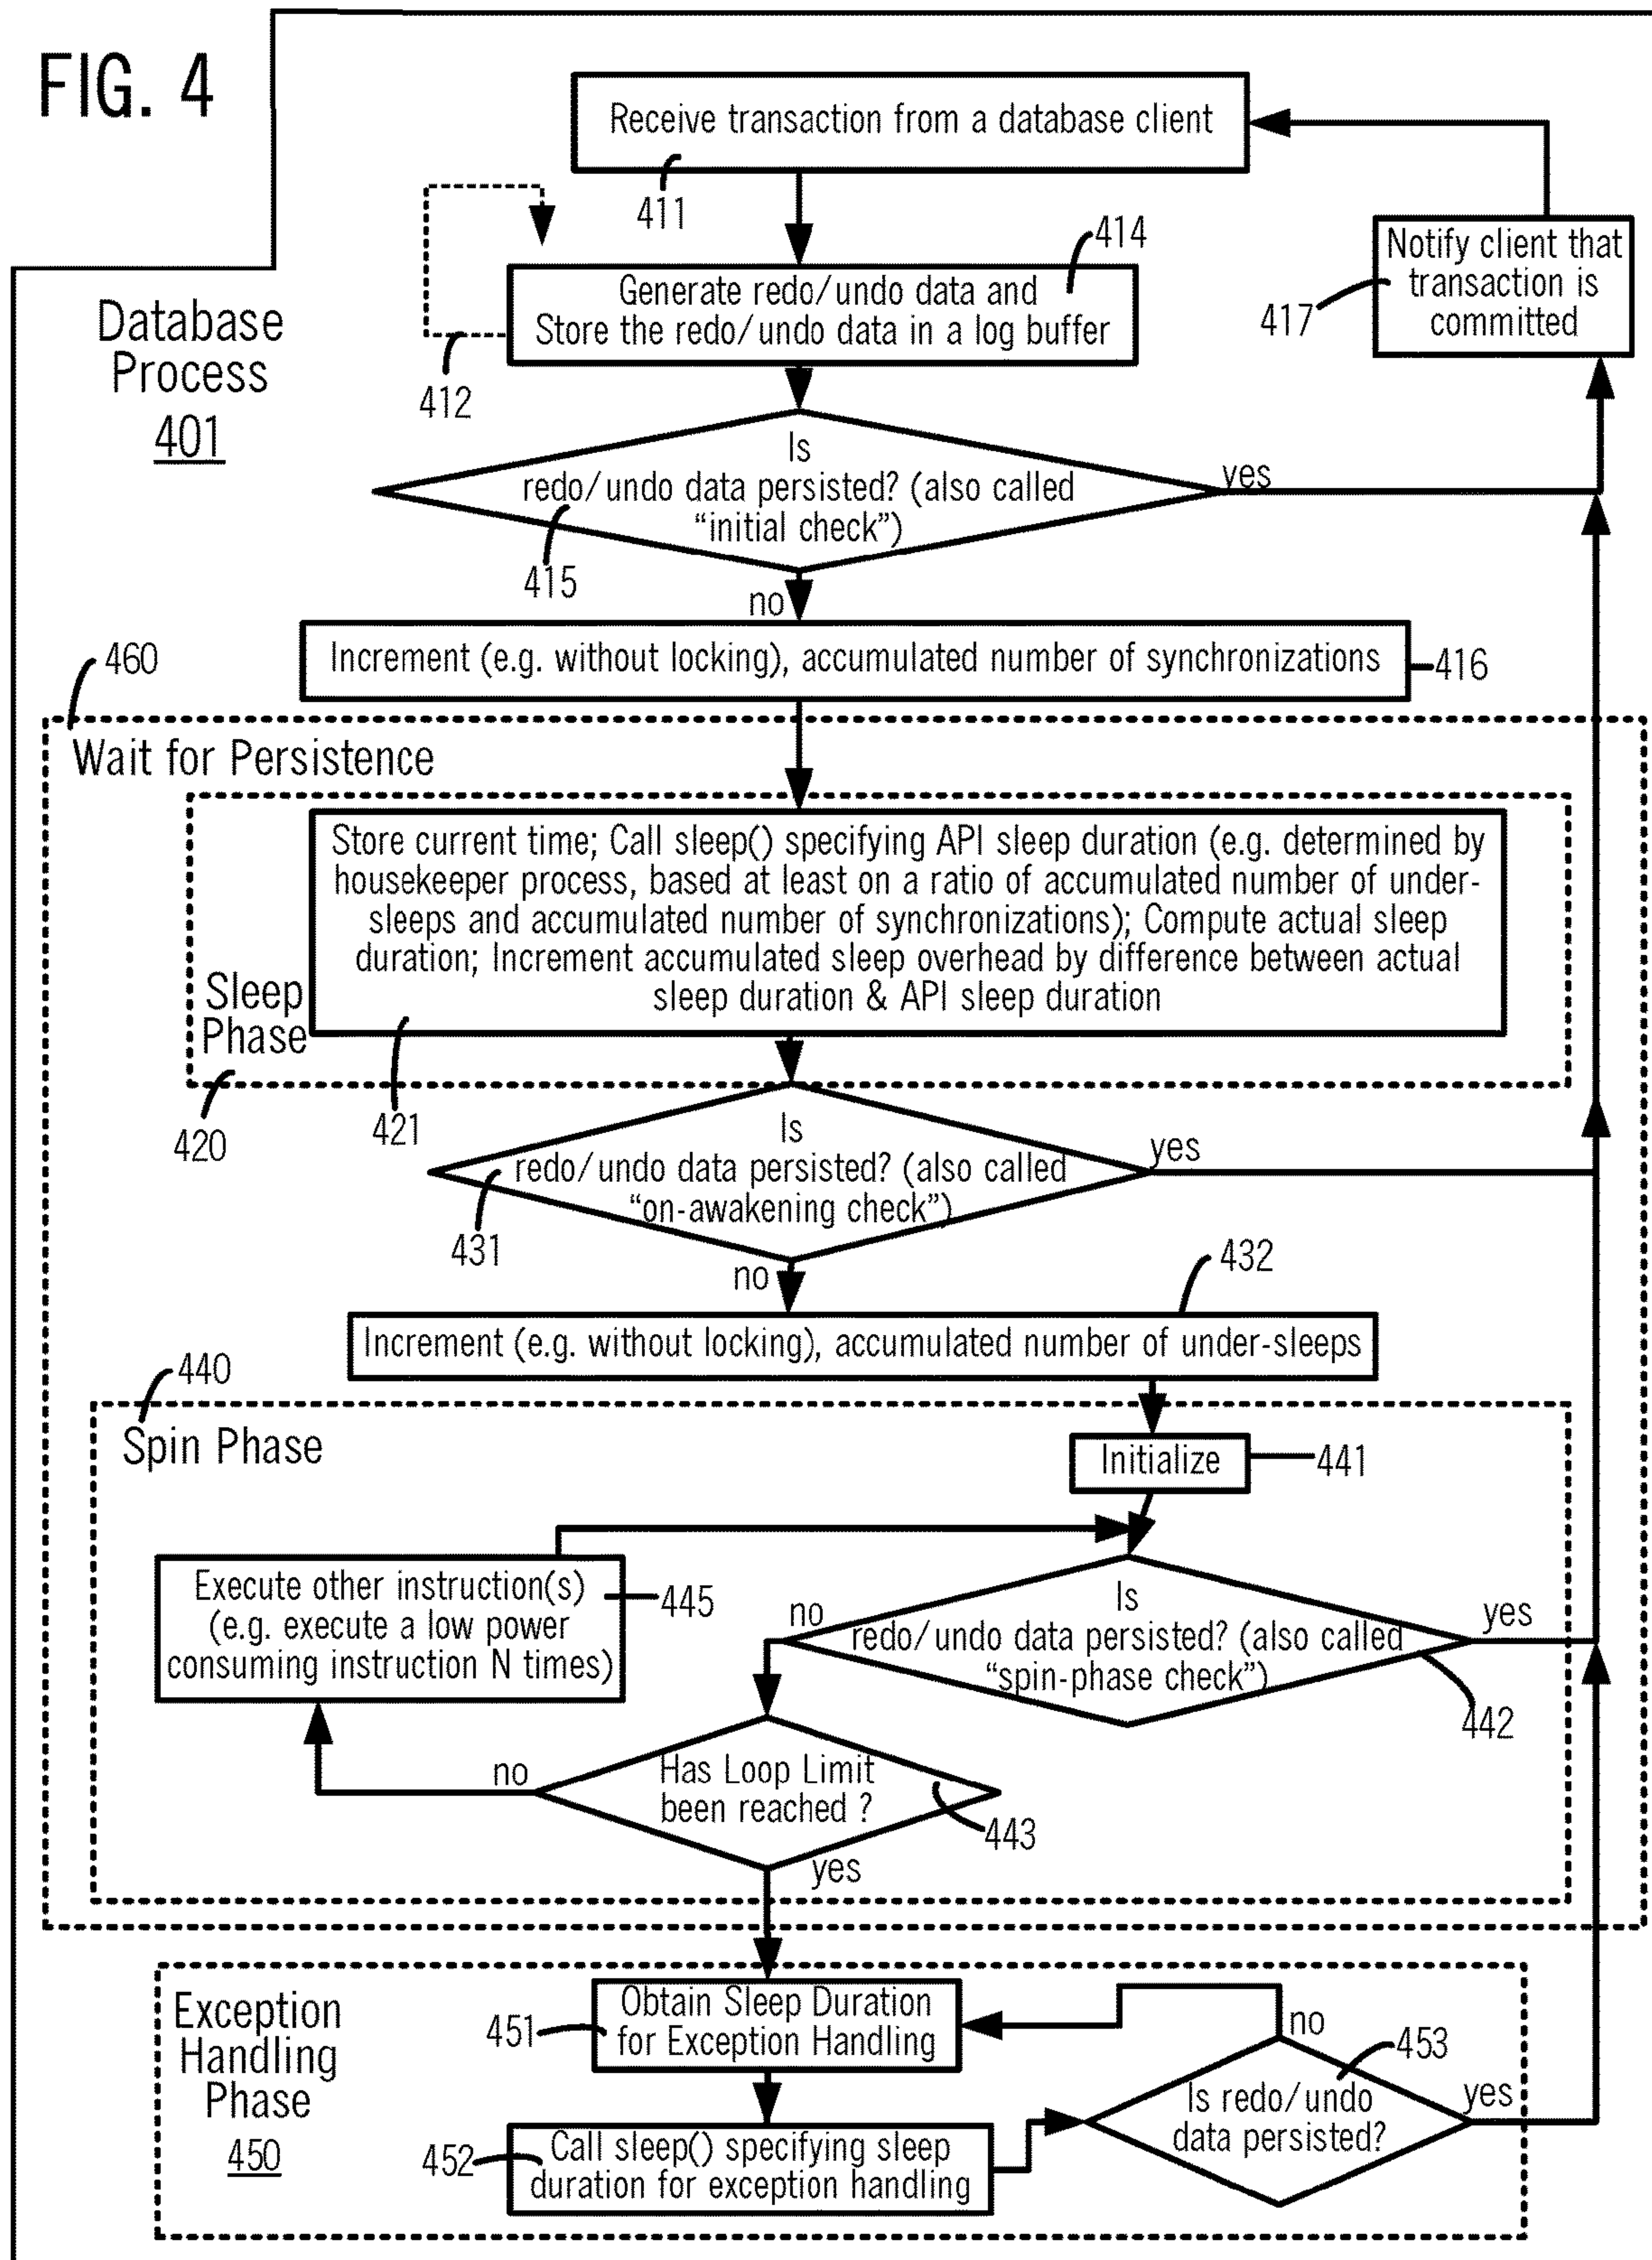 FIG. 4
Receive transaction from a database client
411
414
Notify client that
transaction is
committed
417
Generate redo/undo data and
Store the redo/undo data in a log buffer
412
Database
Process
401
Is
redo/undo data persisted? (also called
“initial check”)
yes
415
no
460
Increment (e.g. without locking), accumulated number of synchronizations
416
Wait for Persistence
Store current time; Call sleep() specifying API sleep duration (e.g. determined by
housekeeper process, based at least on a ratio of accumulated number of under-
sleeps and accumulated number of synchronizations); Compute actual sleep
duration; Increment accumulated sleep overhead by difference between actual
sleep duration & API sleep duration
Sleep
Phase
420
421
Is
redo/undo data persisted? (also called
“on-awakening check”)
yes
431
no
432
Increment (e.g. without locking), accumulated number of under-sleeps
440
Spin Phase
Initialize
441
Execute other instruction(s)
(e.g. execute a low power
consuming instruction N times)
445
no
Is
redo/undo data persisted? (also called
“spin-phase check”)
yes
442
no
Has Loop Limit
been reached ?
443
yes
Exception
Handling
Phase
450
451
Obtain Sleep Duration
for Exception Handling
no
453
Is redo/undo
data persisted?
yes
452
Call sleep() specifying sleep
duration for exception handling